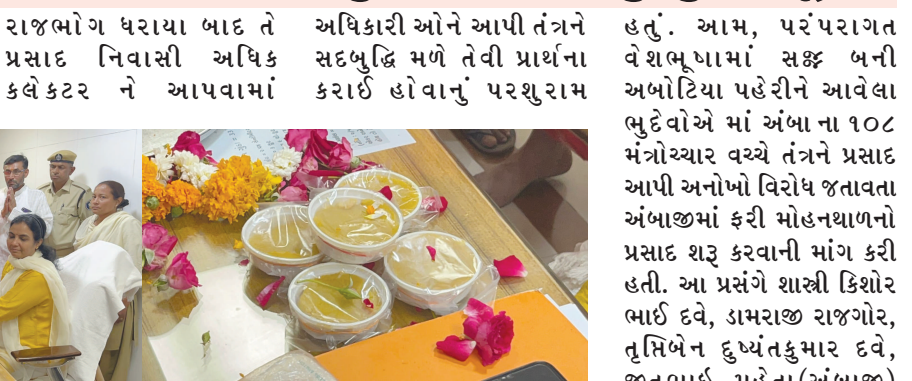 રાજભોગ ધરાયા બાદ તે
પ્રસાદ નિવાસી અધિક
કલેકટર ને આપવામાં
અધિકારી ઓને આપી તંત્રને
સદબુદ્ધિ મળે તેવી પ્રાર્થના
કરાઈ હોવાનું પરશુરામ
હતું. આમ, પરંપરાગત
વેશભૂષામાં સજ્જ બની
અબોટિયા પહેરીને આવેલા
ભુદેવોએ માં અંબા ના ૧૦૮
મંત્રોચ્ચાર વચ્ચે તંત્રને પ્રસાદ
આપી અનોખો વિરોધ જતાવતા
અંબાજીમાં ફરી મોહનથાળનો
પ્રસાદ શરૂ કરવાની માંગ કરી
હતી. આ પ્રસંગે શાસ્ત્રી કિશોર
ભાઈ દવે, ડામરાજી રાજગોર,
તૃપ્તિબેન દુષ્યંતકુમાર દવે,